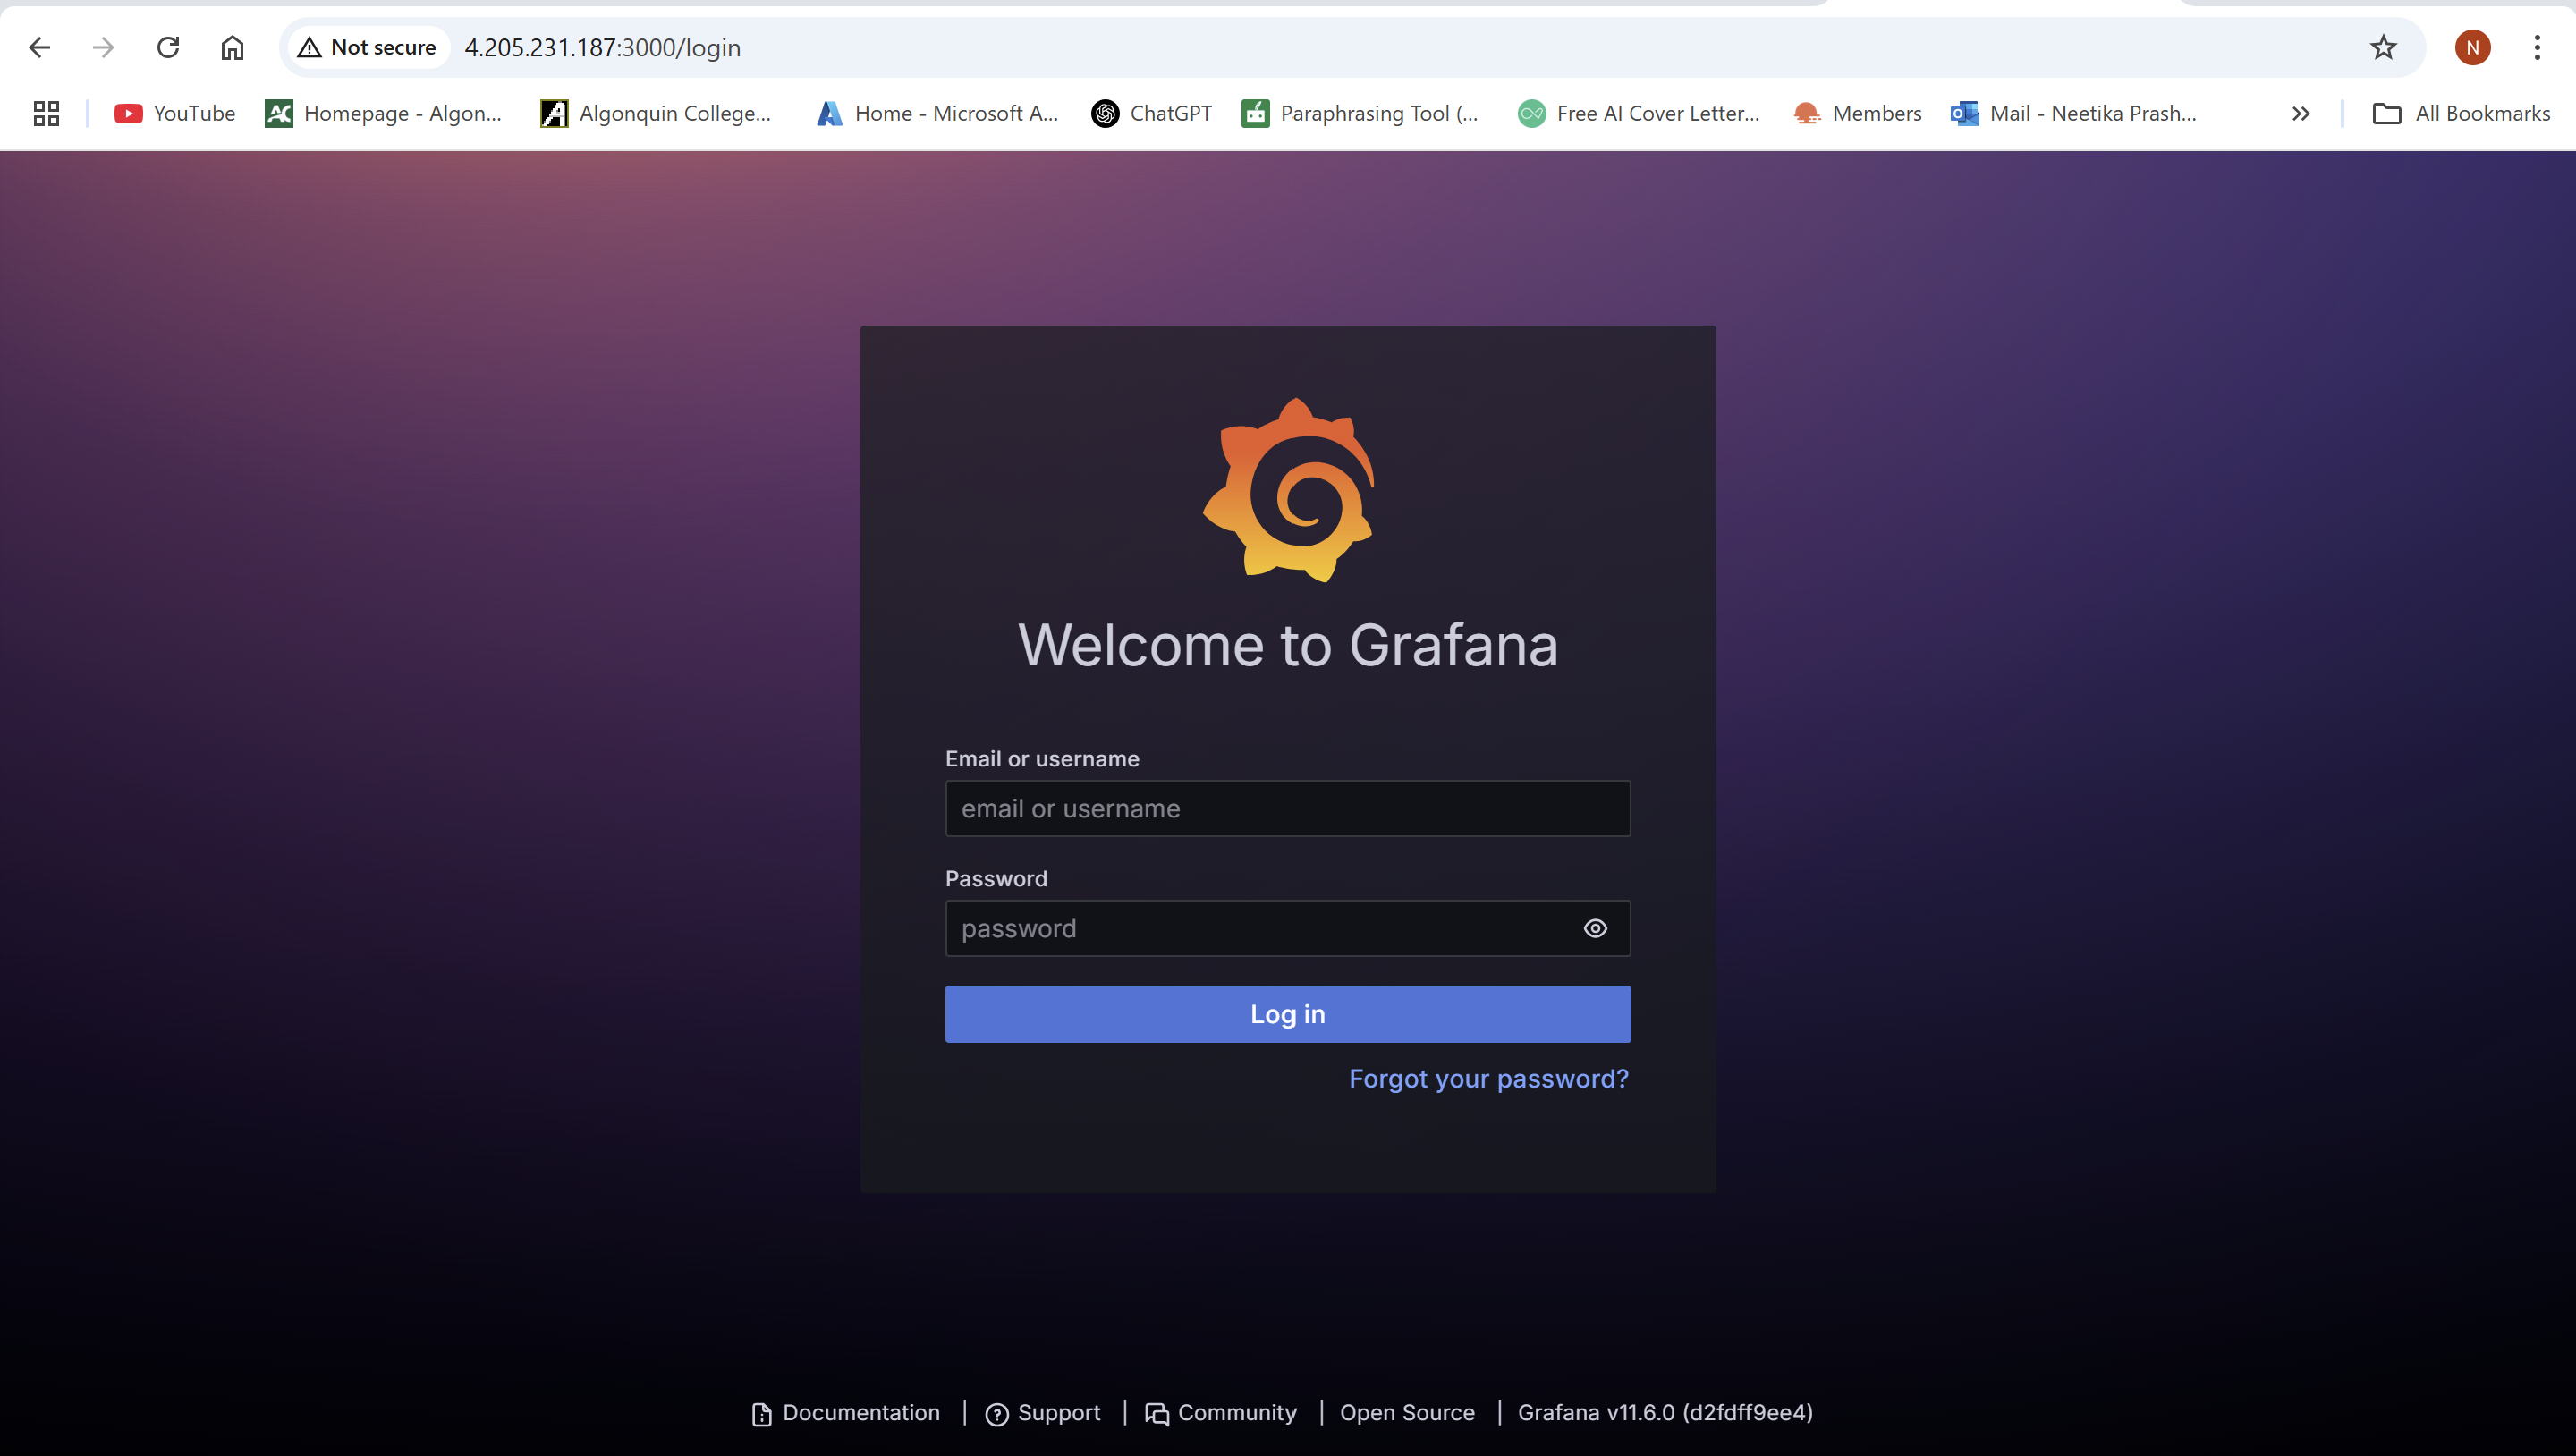 Not secure 4.205.231.187:3000/login
N
YouTube Homepage - Algon... Algonquin College... Home - Microsoft A... ChatGPT Paraphrasing Tool (... Free AI Cover Letter... Members Mail - Neetika Prash... All Bookmarks
Welcome to Grafana
Email or username
email or username
Password
password
Log in
Forgot your password?
Documentation | Support | Community | Open Source | Grafana v11.6.0 (d2fdff9ee4)